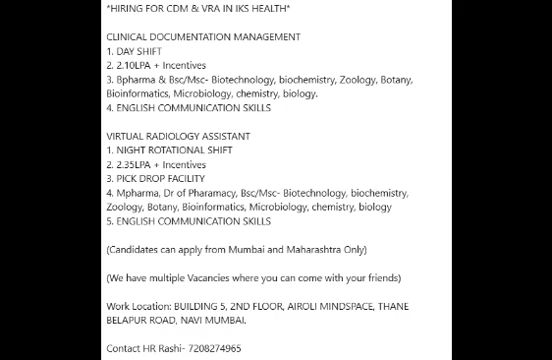 *HIRING FOR CDM & VRA IN IKS HEALTH*
CLINICAL DOCUMENTATION MANAGEMENT
1. DAY SHIFT
2. 2.10LPA + Incentives
3. Bpharma & Bsc/Msc- Biotechnology, biochemistry, Zoology, Botany,
Bioinformatics, Microbiology, chemistry, biology.
4. ENGLISH COMMUNICATION SKILLS
VIRTUAL RADIOLOGY ASSISTANT
1. NIGHT ROTATIONAL SHIFT
2. 2.35LPA + Incentives
3. PICK DROP FACILITY
4. Mpharma, Dr of Pharamacy, Bsc/Msc- Biotechnology, biochemistry,
Zoology, Botany, Bioinformatics, Microbiology, chemistry, biology
5. ENGLISH COMMUNICATION SKILLS
(Candidates can apply from Mumbai and Maharashtra Only)
(We have multiple Vacancies where you can come with your friends)
Work Location: BUILDING 5, 2ND FLOOR, AIROLI MINDSPACE, THANE
BELAPUR ROAD, NAVI MUMBAI.
Contact HR Rashi- 7208274965